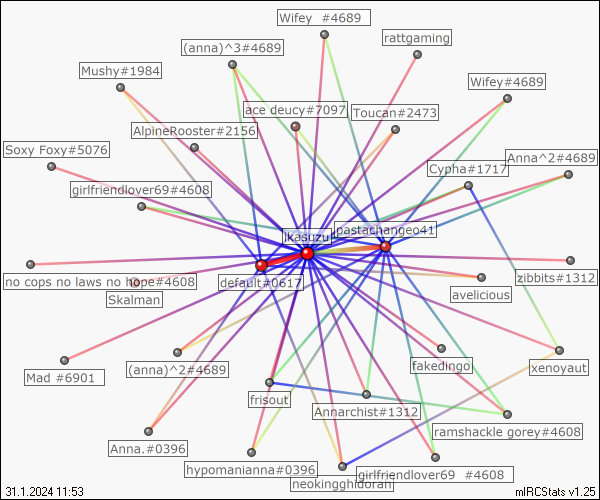 Wifey  #4689
rattgaming
(anna)^3#4689
Mushy#1984
Wifey#4689
ace deucy#7097
Toucan#2473
AlpineRooster#2156
Soxy Foxy#5076
Anna^2#4689
Cypha#1717
girlfriendlover69#4608
pastachangeo41
ikasuzu
no cops no laws no hope#4608
default#0617
zibbits#1312
Skalman
avelicious
(anna)^2#4689
fakedingo
xenoyaut
Mad #6901
frisout
Annarchist#1312
ramshackle gorey#4608
Anna.#0396
hypomanianna#0396
girlfriendlover69  #4608
neokingghidorah
31.1.2024 11:53
mIRCStats v1.25